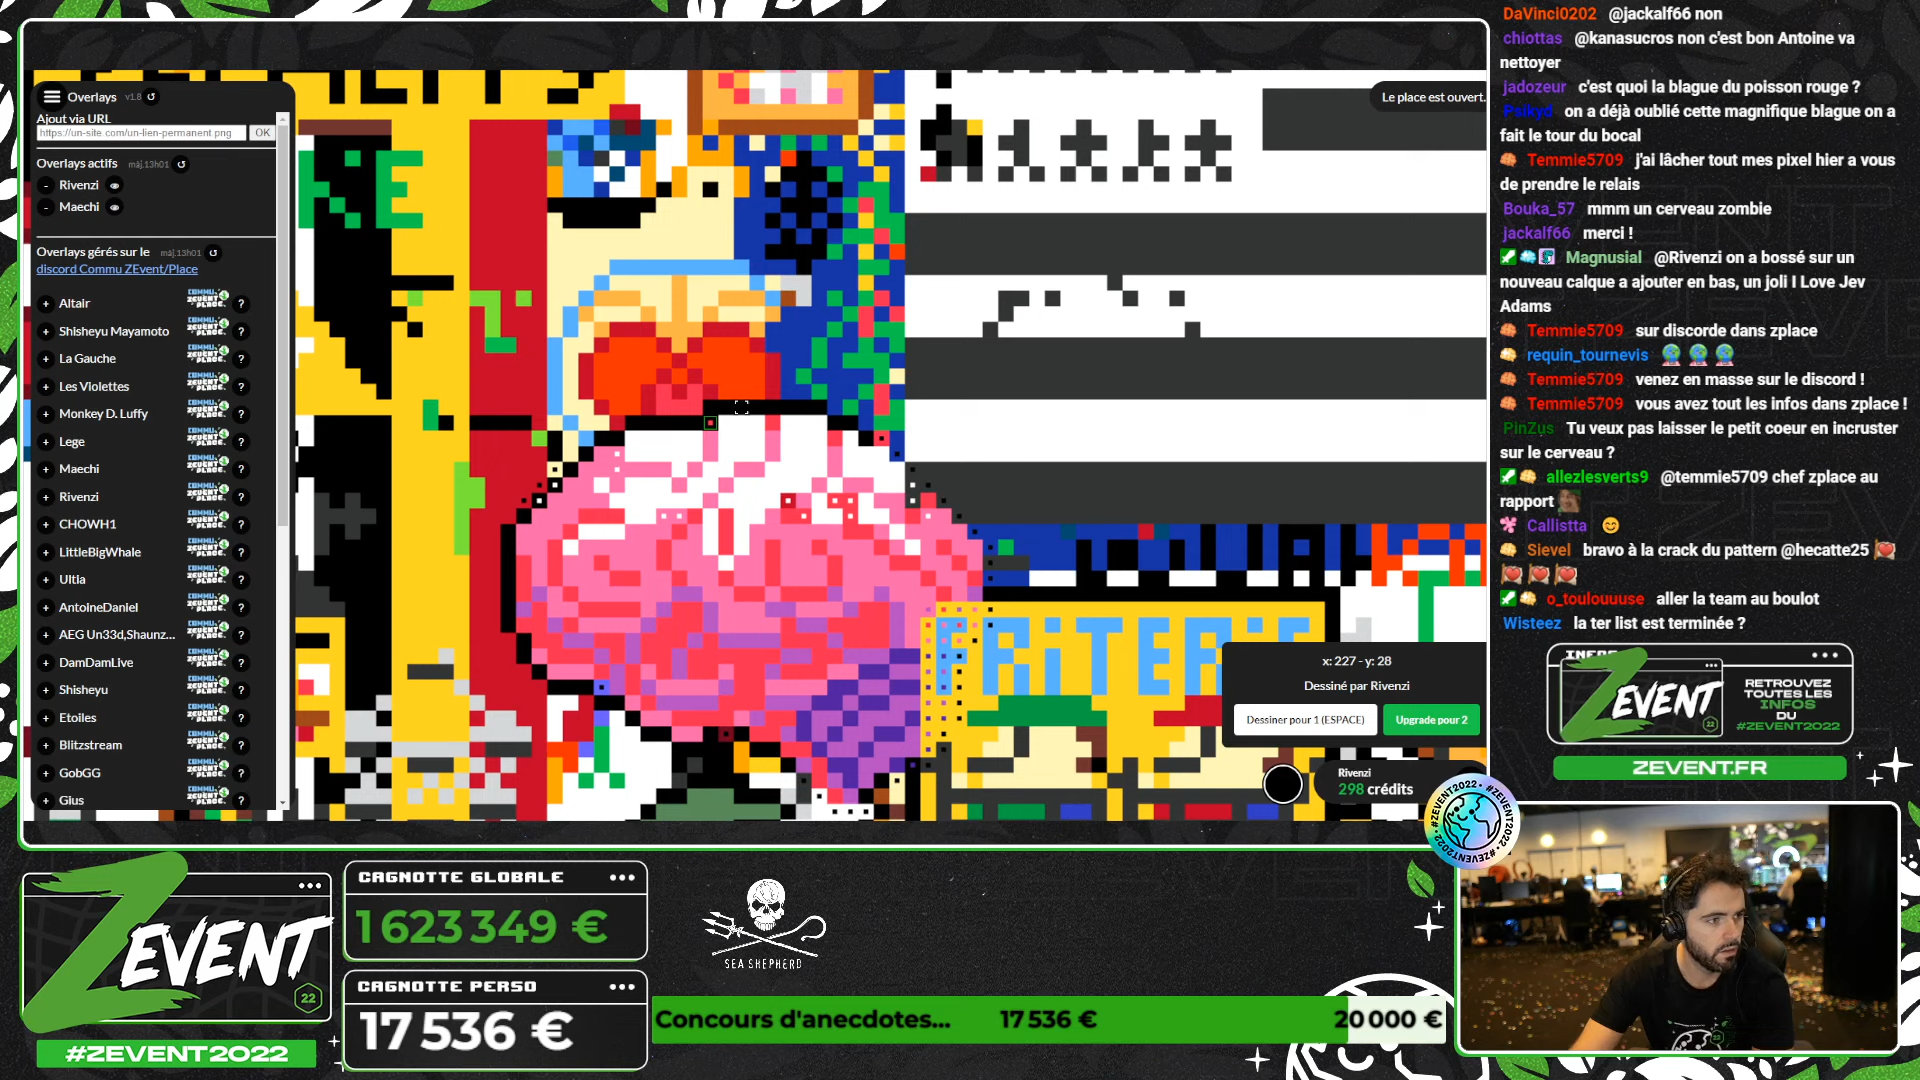 Overlays v1.8
Ajout via URL
https://un-site.com/un-lien-permanent.png OK
Overlays actifs màj.13h01
- Rivenzi
- Maechi
Overlays gérés sur le màj.13h01
discord Commu ZEvent/Place
+ Altair ?
+ Shisheyu Mayamoto ?
+ La Gauche ?
+ Les Violettes ?
+ Monkey D. Luffy ?
+ Lege ?
+ Maechi ?
+ Rivenzi ?
+ CHOWH1 ?
+ LittleBigWhale ?
+ Ultia ?
+ AntoineDaniel ?
+ AEG Un33d,Shaunz... ?
+ DamDamLive ?
+ Shisheyu ?
+ Etoiles ?
+ Blitzstream ?
+ GobGG ?
+ Gius ?
Le place est ouvert.
x: 227 - y: 28
Dessiné par Rivenzi
Dessiner pour 1 (ESPACE) Upgrade pour 2
Rivenzi
298 crédits
DaVinci0202 @jackalf66 non
chiottas @kanasucros non c'est bon Antoine va
nettoyer
jadozeur c'est quoi la blague du poisson rouge ?
Psikyd on a déjà oublié cette magnifique blague on a
fait le tour du bocal
Temmie5709 j'ai lâcher tout mes pixel hier a vous
de prendre le relais
Bouka_57 mmm un cerveau zombie
jackalf66 merci !
Magnusial @Rivenzi on a bossé sur un
nouveau calque a ajouter en bas, un joli I Love Jev
Adams
Temmie5709 sur discorde dans zplace
requin_tournevis
Temmie5709 venez en masse sur le discord !
Temmie5709 vous avez tout les infos dans zplace !
PinZus Tu veux pas laisser le petit coeur en incruster
sur le cerveau ?
allezlesverts9 @temmie5709 chef zplace au
rapport
Callistta
Sievel bravo à la crack du pattern @hecatte25
o_toulouuuse aller la team au boulot
Wisteez la ter list est terminée ?
ZEVENT
22
RETROUVEZ
TOUTES LES
INFOS
DU
#ZEVENT2022
ZEVENT.FR
#ZEVENT2022
ZEVENT
22
#ZEVENT2022
CAGNOTTE GLOBALE
1 623 349 €
CAGNOTTE PERSO
17 536 €
SEA SHEPHERD
Concours d'anecdotes... 17 536 € 20 000 €